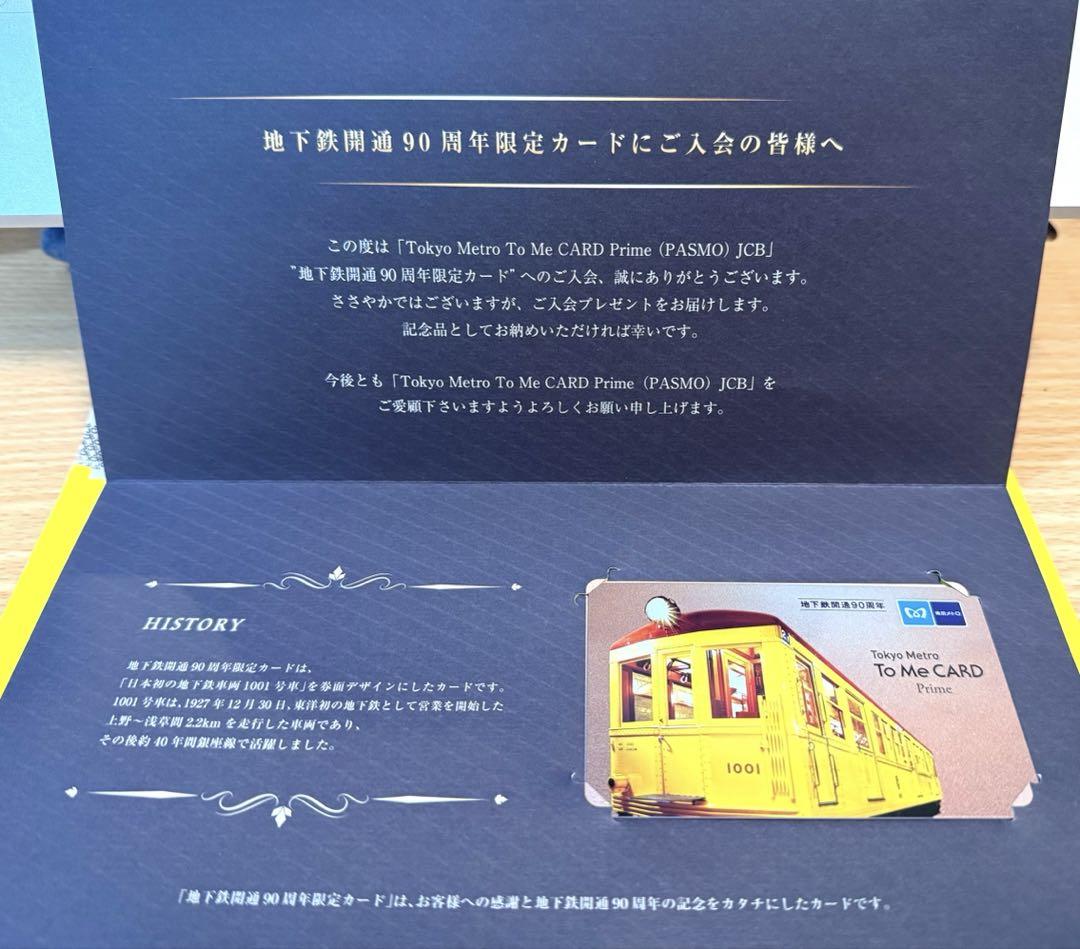 地下鉄開通90周年限定カードにご入会の皆様へ
この度は「Tokyo Metro To Me CARD Prime (PASMO) JCB」
"地下鉄開通90周年限定カード"へのご入会、誠にありがとうございます。
ささやかではございますが、ご入会プレゼントをお届けします。
記念品としてお納めいただければ幸いです。
今後とも「Tokyo Metro To Me CARD Prime (PASMO) JCB」を
ご愛顧下さいますようよろしくお願い申し上げます。
HISTORY
地下鉄開通90周年限定カードは、
「日本初の地下鉄車両1001号車」を券面デザインにしたカードです。
1001号車は、1927年12月30日、東洋初の地下鉄として営業を開始した
上野～浅草間2.2kmを走行した車両であり、
その後約40年間銀座線で活躍しました。
地下鉄開通90周年
東京メトロ
Tokyo Metro
To Me CARD
Prime
1001
「地下鉄開通90周年限定カード」は、お客様への感謝と地下鉄開通90周年の記念をカタチにしたカードです。